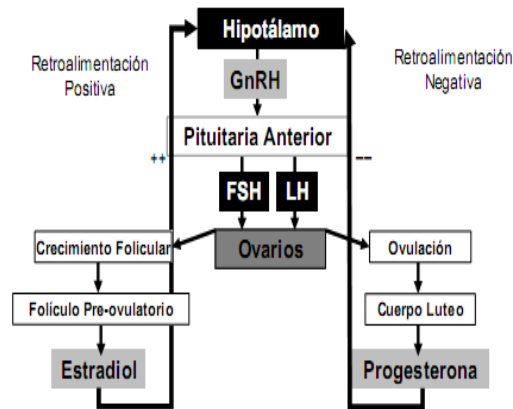 Hipotálamo
Retroalimentación
Positiva
Retroalimentación
Negativa
GnRH
Pituitaria Anterior
++
--
FSH
LH
Crecimiento Folicular
Ovarios
Ovulación
Folículo Pre-ovulatorio
Cuerpo Luteo
Estradiol
Progesterona